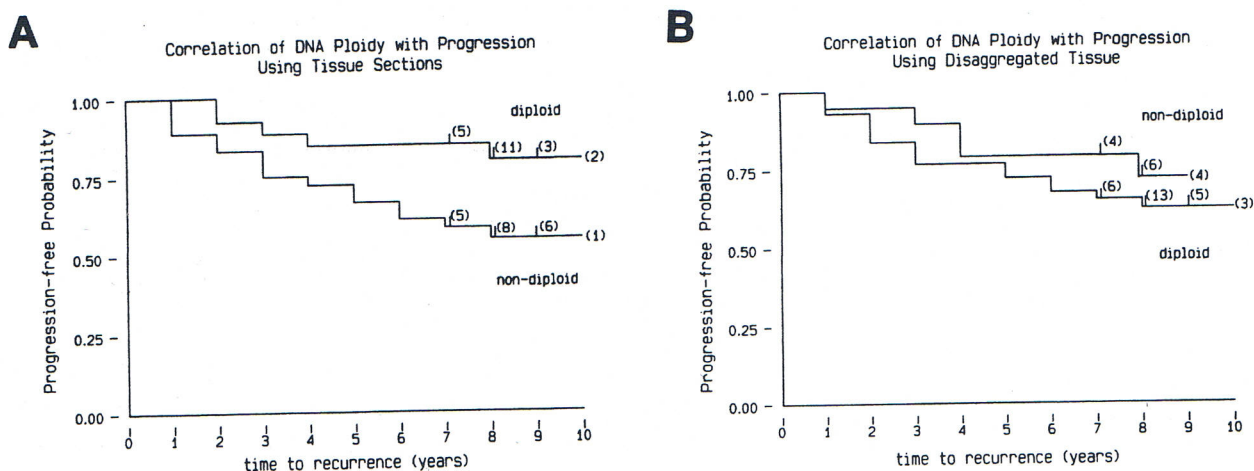 A
Correlation of DNA Ploidy with Progression
Using Tissue Sections
Progression-free Probability
1.00
0.75
0.50
0.25
0.00
diploid
(5)
(11)
(3)
(2)
(5)
(8)
(6)
(1)
non-diploid
0 1 2 3 4 5 6 7 8 9 10
time to recurrence (years)
B
Correlation of DNA Ploidy with Progression
Using Disaggregated Tissue
Progression-free Probability
1.00
0.75
0.50
0.25
0.00
non-diploid
(4)
(6)
(4)
(6)
(13)
(5)
(3)
diploid
0 1 2 3 4 5 6 7 8 9 10
time to recurrence (years)